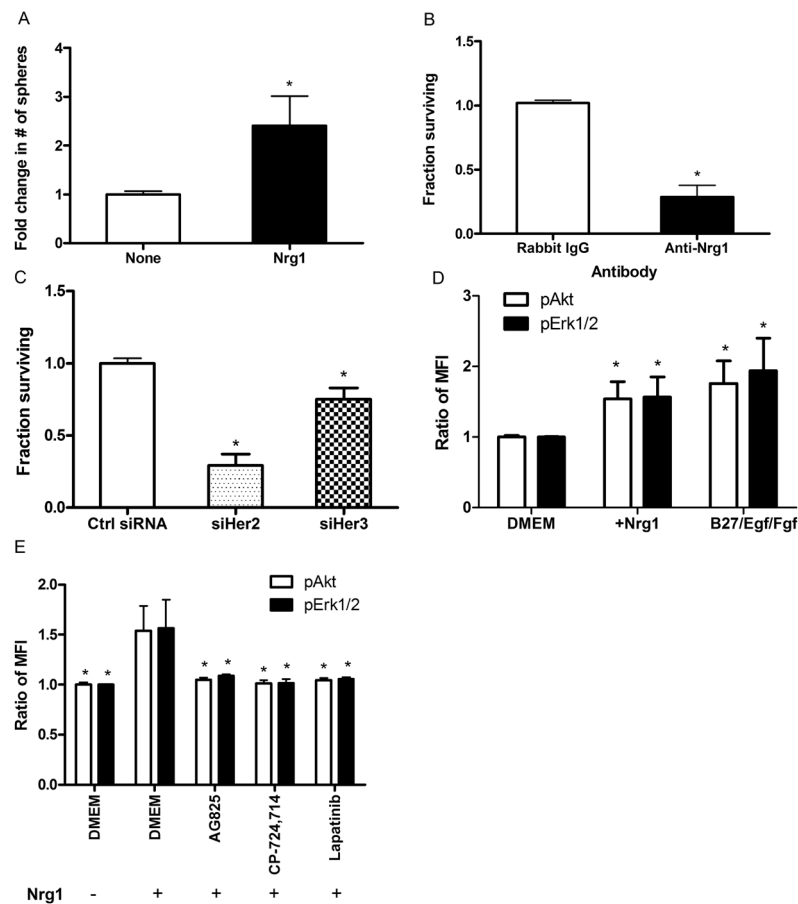 A
Fold change in # of spheres
4
3
2
1
0
*
None
Nrg1
B
Fraction surviving
1.5
1.0
0.5
0.0
*
Rabbit IgG
Anti-Nrg1
Antibody
C
Fraction surviving
1.5
1.0
0.5
0.0
*
*
Ctrl siRNA
siHer2
siHer3
D
pAkt
pErk1/2
Ratio of MFI
3
2
1
0
* *
* *
DMEM
+Nrg1
B27/Egf/Fgf
E
pAkt
pErk1/2
Ratio of MFI
2.0
1.5
1.0
0.5
0.0
* *
* *
* *
* *
DMEM
DMEM
AG825
CP-724,714
Lapatinib
Nrg1 - + + + +